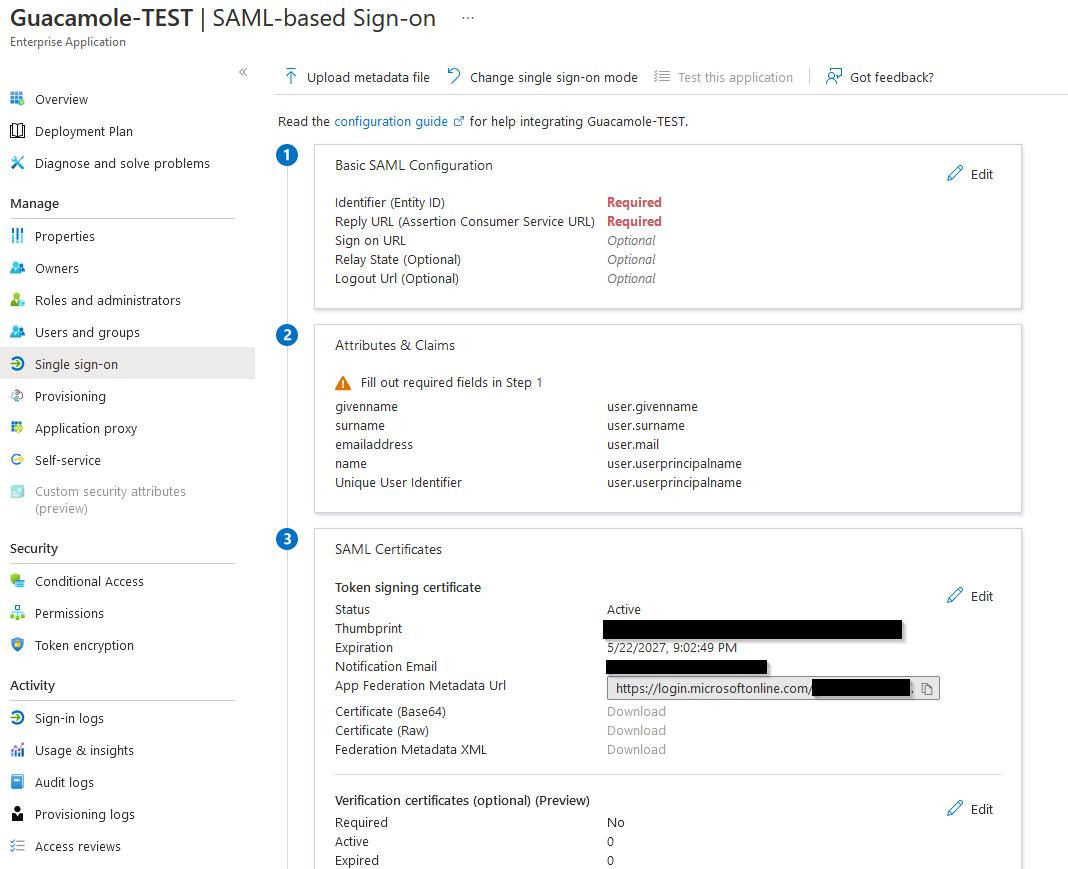 Guacamole-TEST | SAML-based Sign-on ...
Enterprise Application
«
Overview
Deployment Plan
Diagnose and solve problems
Manage
Properties
Owners
Roles and administrators
Users and groups
Single sign-on
Provisioning
Application proxy
Self-service
Custom security attributes
(preview)
Security
Conditional Access
Permissions
Token encryption
Activity
Sign-in logs
Usage & insights
Audit logs
Provisioning logs
Access reviews
Upload metadata file Change single sign-on mode Test this application Got feedback?
Read the configuration guide for help integrating Guacamole-TEST.
1
Basic SAML Configuration
Edit
Identifier (Entity ID) Required
Reply URL (Assertion Consumer Service URL) Required
Sign on URL Optional
Relay State (Optional) Optional
Logout Url (Optional) Optional
2
Attributes & Claims
Fill out required fields in Step 1
givenname user.givenname
surname user.surname
emailaddress user.mail
name user.userprincipalname
Unique User Identifier user.userprincipalname
3
SAML Certificates
Token signing certificate
Edit
Status Active
Thumbprint
Expiration 5/22/2027, 9:02:49 PM
Notification Email
App Federation Metadata Url https://login.microsoftonline.com/
Certificate (Base64) Download
Certificate (Raw) Download
Federation Metadata XML Download
Verification certificates (optional) (Preview)
Edit
Required No
Active 0
Expired 0